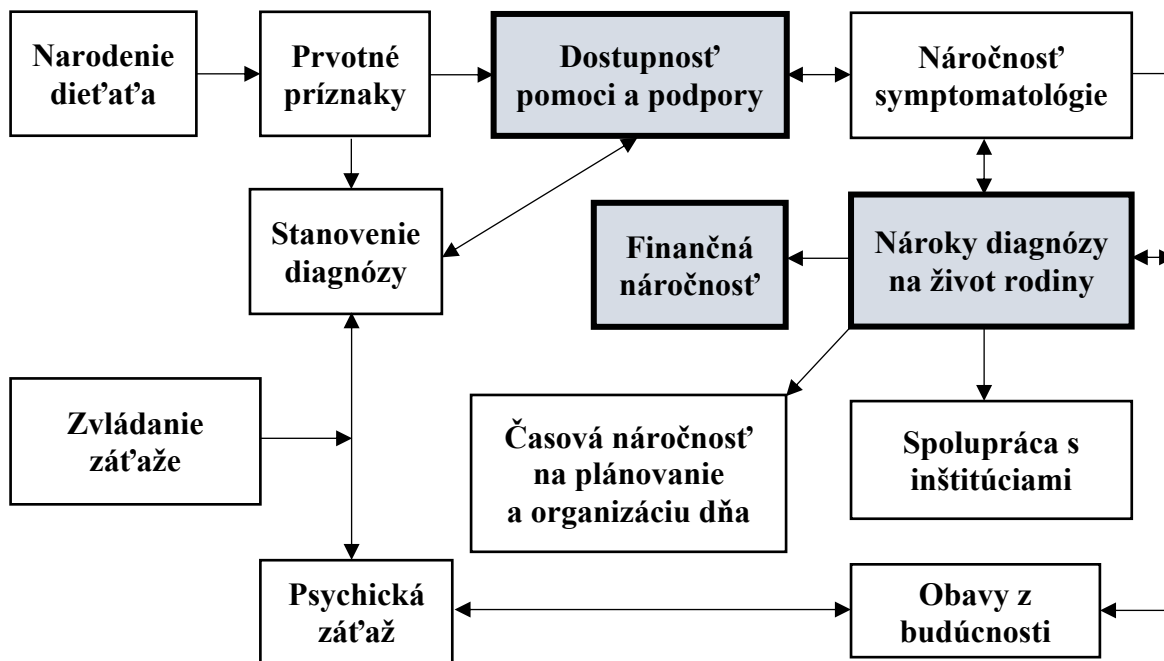 Narodenie
dieťaťa
Prvotné
príznaky
Dostupnosť
pomoci a podpory
Náročnosť
symptomatológie
Stanovenie
diagnózy
Finančná
náročnosť
Nároky diagnózy
na život rodiny
Zvládanie
záťaže
Časová náročnosť
na plánovanie
a organizáciu dňa
Spolupráca s
inštitúciami
Psychická
záťaž
Obavy z
budúcnosti